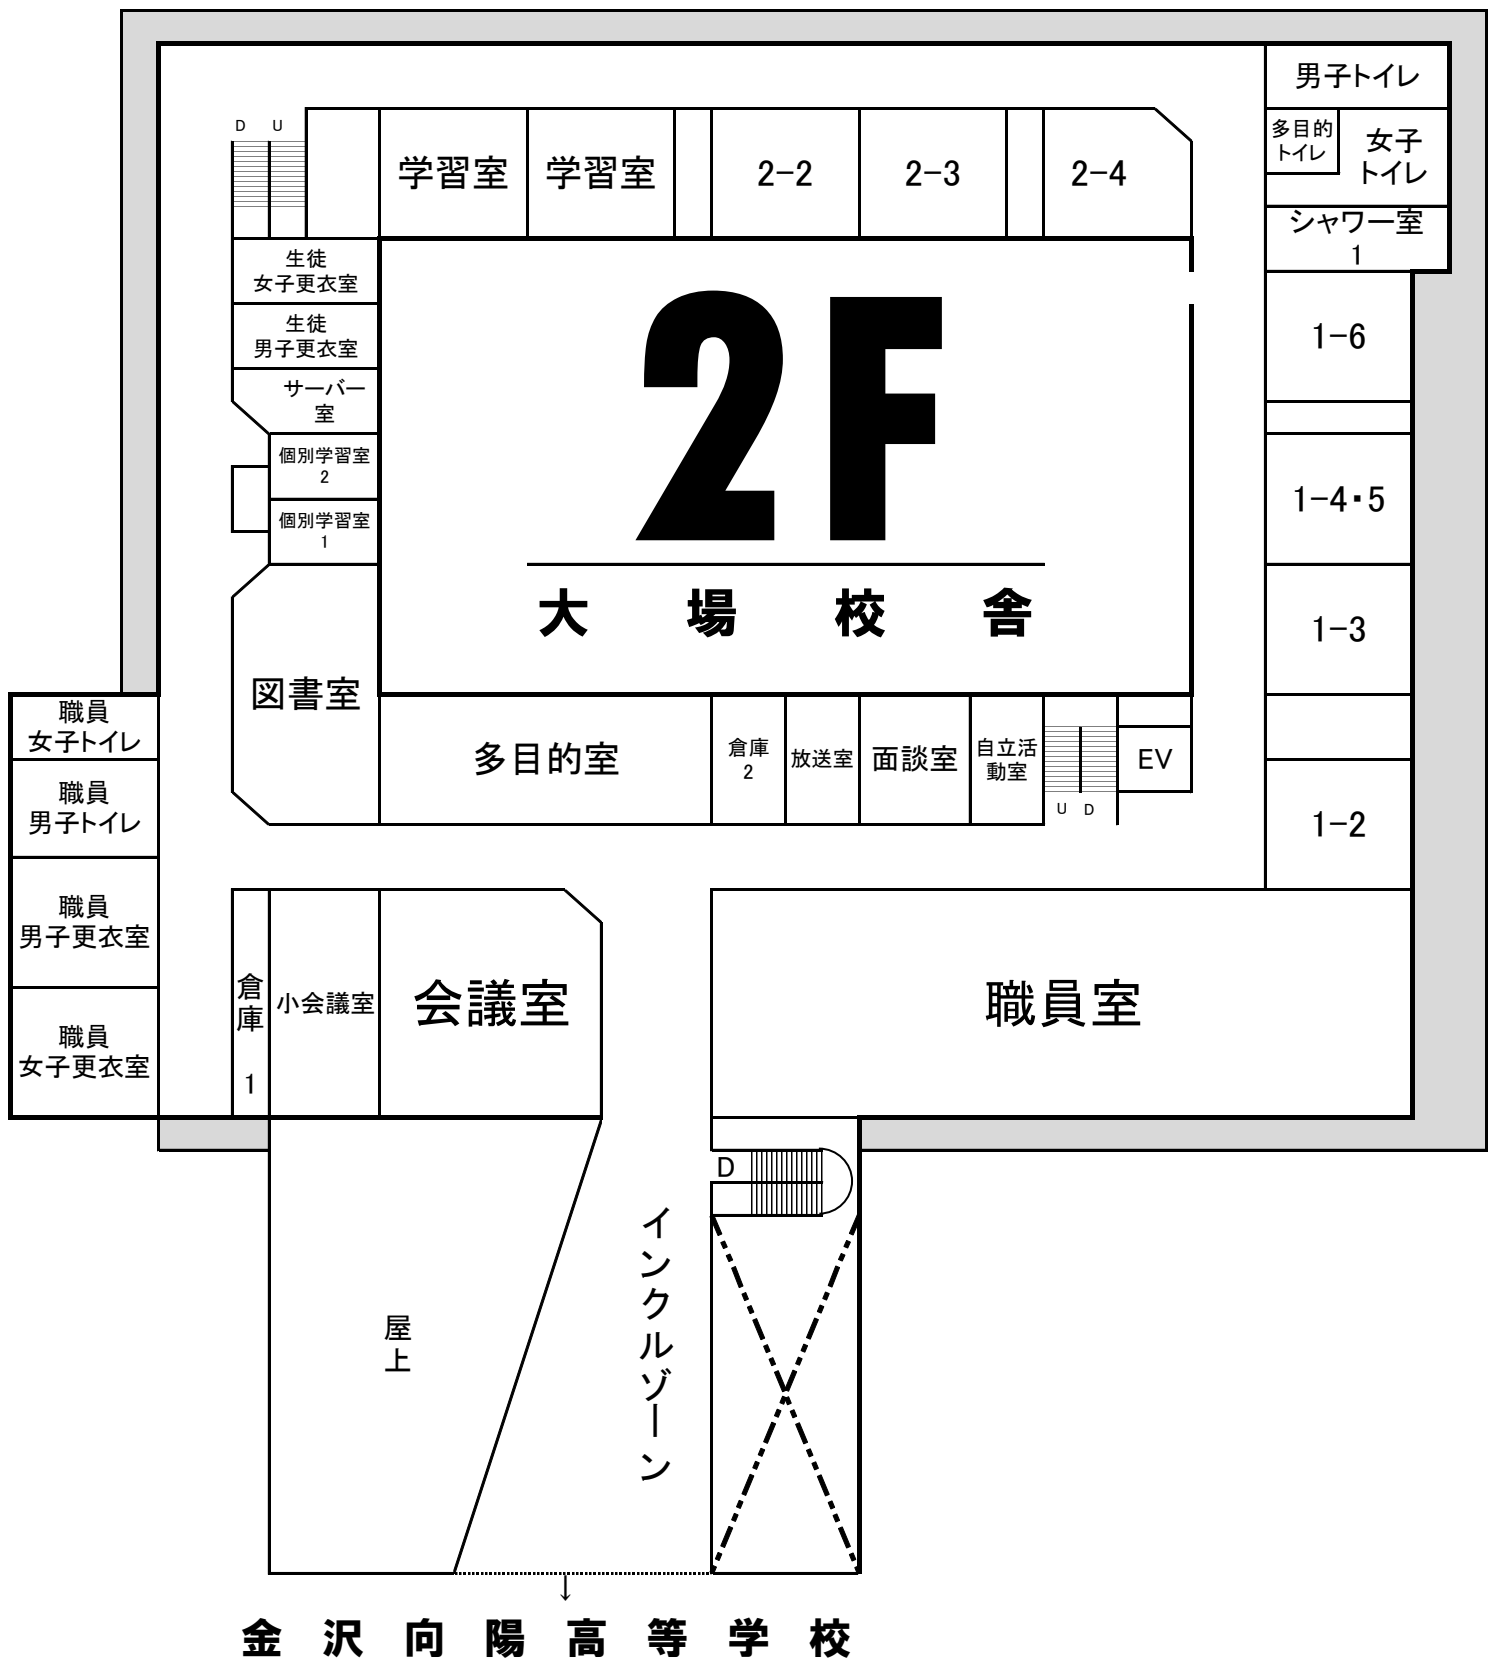 男子トイレ
D U
学習室
学習室
2-2
2-3
2-4
多目的
トイレ
女子
トイレ
シャワー室
1
生徒
女子更衣室
生徒
男子更衣室
サーバー
室
個別学習室
2
個別学習室
1
2F
大場校舎
1-6
1-4・5
1-3
1-2
図書室
多目的室
倉庫
2
放送室
面談室
自立活
動室
U D
EV
職員
女子トイレ
職員
男子トイレ
職員
男子更衣室
職員
女子更衣室
倉庫 1
小会議室
会議室
職員室
D
インクルゾーン
屋上
↓
金沢向陽高等学校